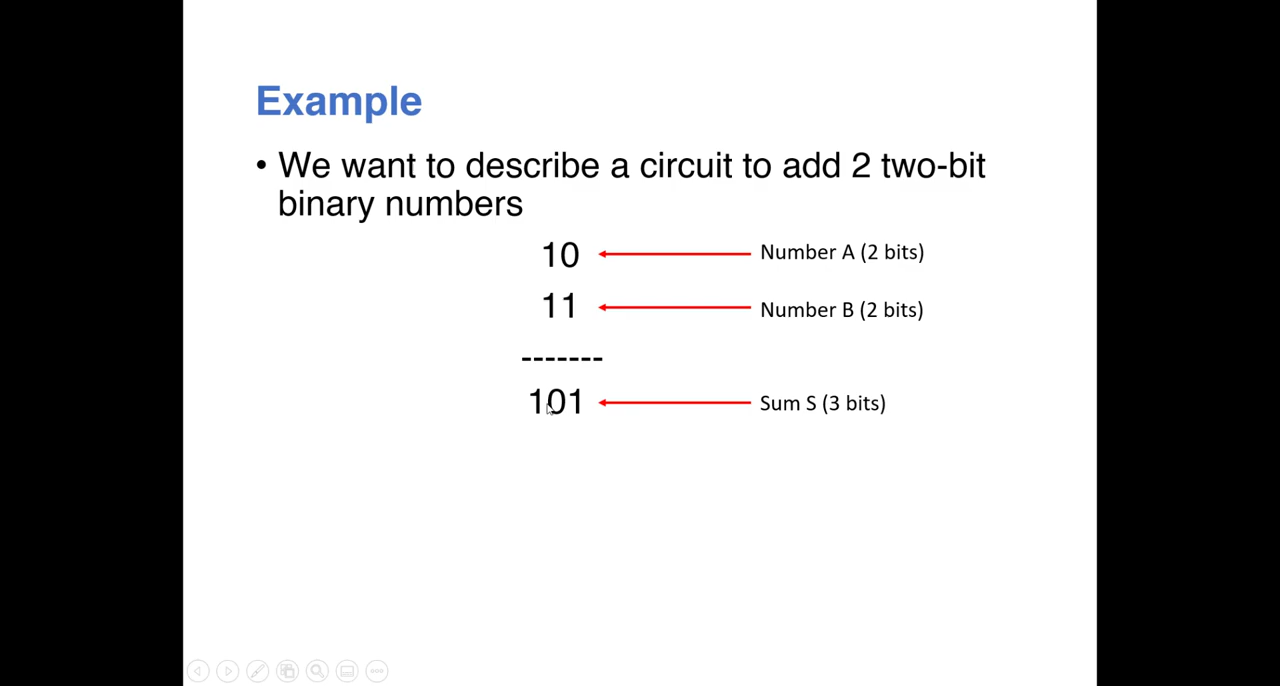 Example
• We want to describe a circuit to add 2 two-bit
binary numbers
10
Number A (2 bits)
11
Number B (2 bits)
-------
101
Sum S (3 bits)